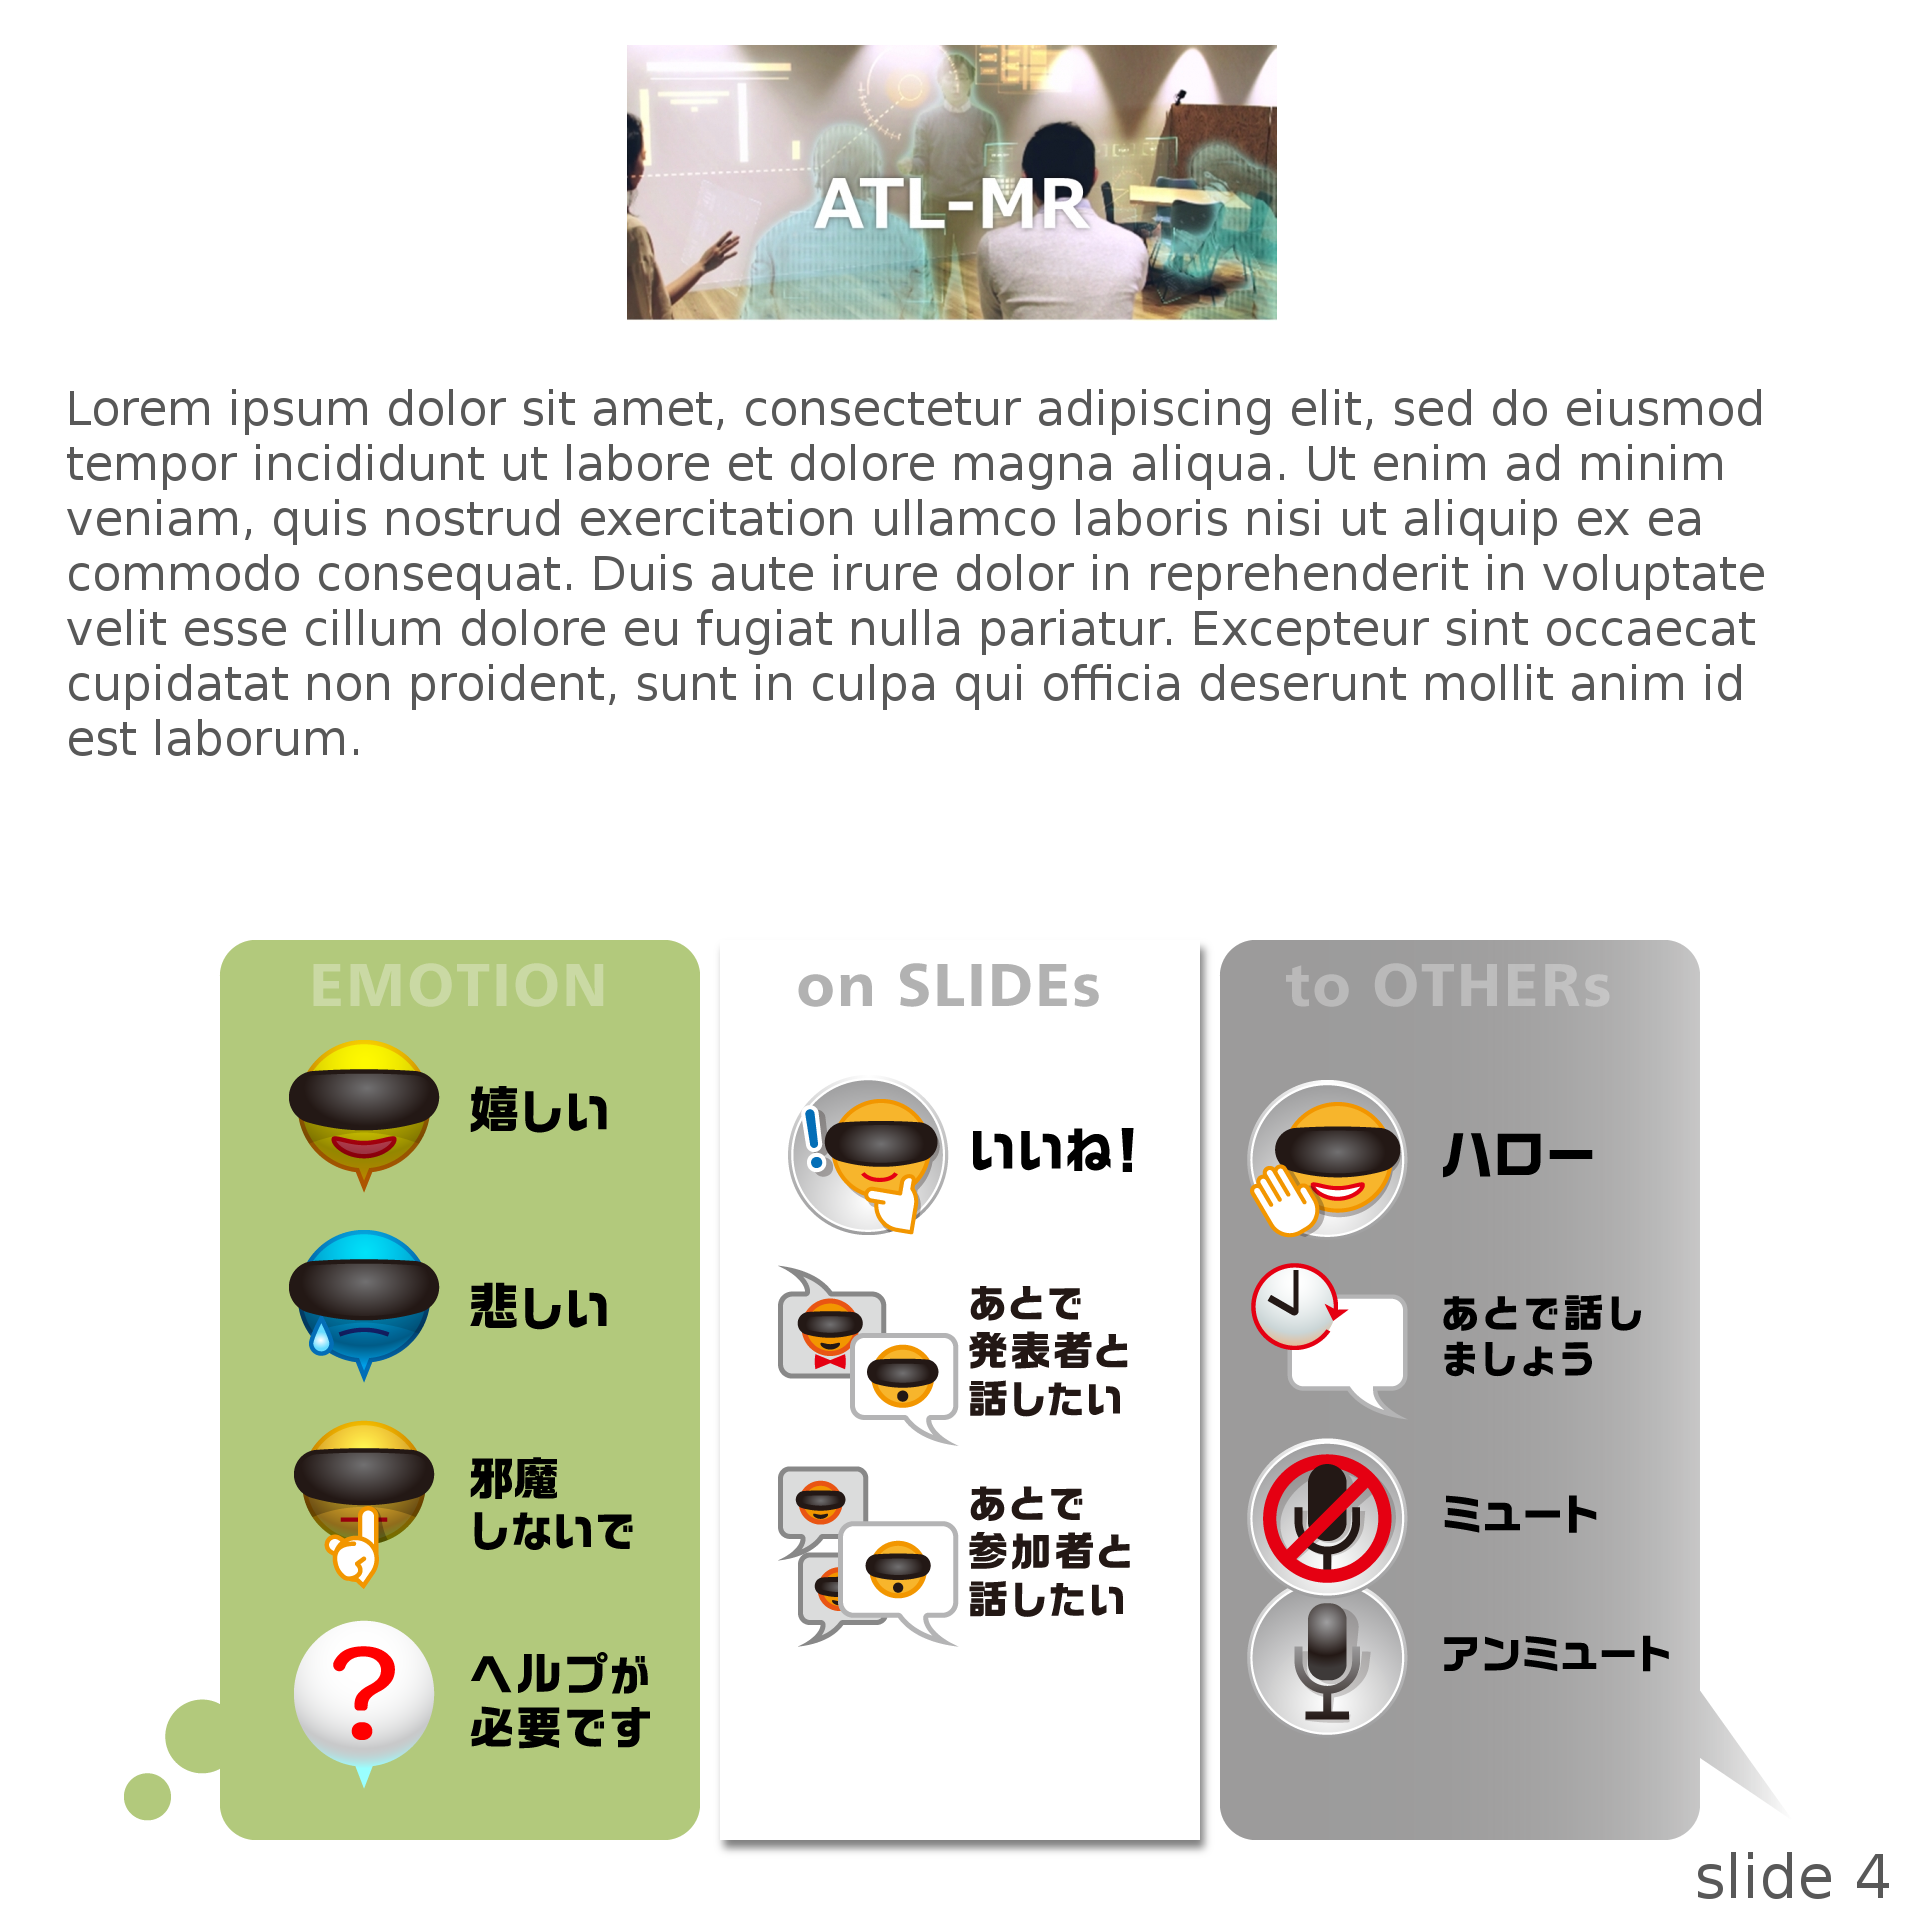 ATL-MR
Lorem ipsum dolor sit amet, consectetur adipiscing elit, sed do eiusmod
tempor incididunt ut labore et dolore magna aliqua. Ut enim ad minim
veniam, quis nostrud exercitation ullamco laboris nisi ut aliquip ex ea
commodo consequat. Duis aute irure dolor in reprehenderit in voluptate
velit esse cillum dolore eu fugiat nulla pariatur. Excepteur sint occaecat
cupidatat non proident, sunt in culpa qui officia deserunt mollit anim id
est laborum.
EMOTION
嬉しい
悲しい
邪魔
しないで
?
ヘルプが
必要です
on SLIDEs
いいね!
あとで
発表者と
話したい
あとで
参加者と
話したい
to OTHERs
ハロー
あとで話し
ましょう
ミュート
アンミュート
slide 4